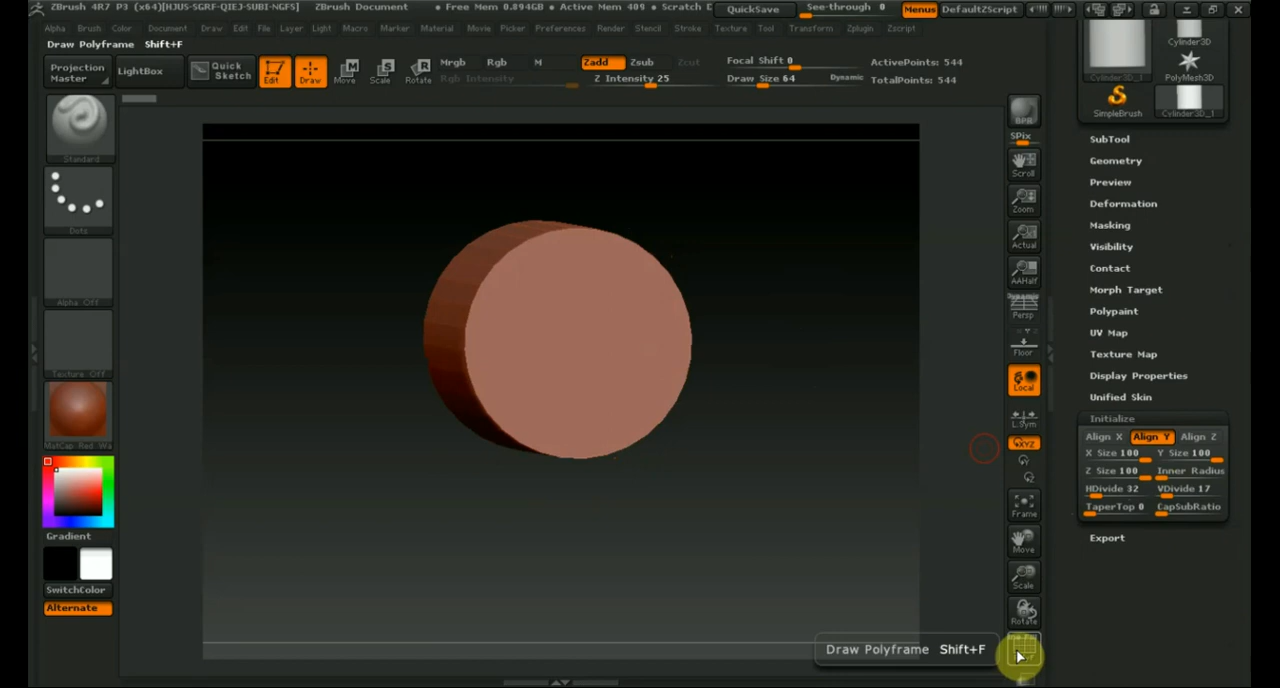 ZBrush 4R7 P3 (x64)[HJUS-SGRF-QIEJ-SUBI-NGFS] ZBrush Document • Free Mem 0.894GB • Active Mem 409 • Scratch D QuickSave See-through 0 Menus DefaultZScript
Alpha Brush Color Document Draw Edit File Layer Light Macro Marker Material Movie Picker Preferences Render Stencil Stroke Texture Tool Transform Zplugin Zscript
Draw Polyframe Shift+F
Projection Master
LightBox
Quick Sketch
Edit
Draw
Move
Scale
Rotate
Mrgb Rgb M
Rgb Intensity
Zadd Zsub Zcut
Z Intensity 25
Focal Shift 0
Draw Size 64 Dynamic
ActivePoints: 544
TotalPoints: 544
Standard
Dots
Alpha Off
Texture Off
MatCap Red Wa
Gradient
SwitchColor
Alternate
BPR
SPix
Scroll
Zoom
Actual
AAHalf
Dynamic
Persp
Floor
Local
L.Sym
XYZ
Frame
Move
Scale
Rotate
Draw Polyframe Shift+F
Cylinder3D
Cylinder3D_1
PolyMesh3D
SimpleBrush
Cylinder3D_1
SubTool
Geometry
Preview
Deformation
Masking
Visibility
Contact
Morph Target
Polypaint
UV Map
Texture Map
Display Properties
Unified Skin
Initialize
Align X Align Y Align Z
X Size 100 Y Size 100
Z Size 100 Inner Radius
HDivide 32 VDivide 17
TaperTop 0 CapSubRatio
Export